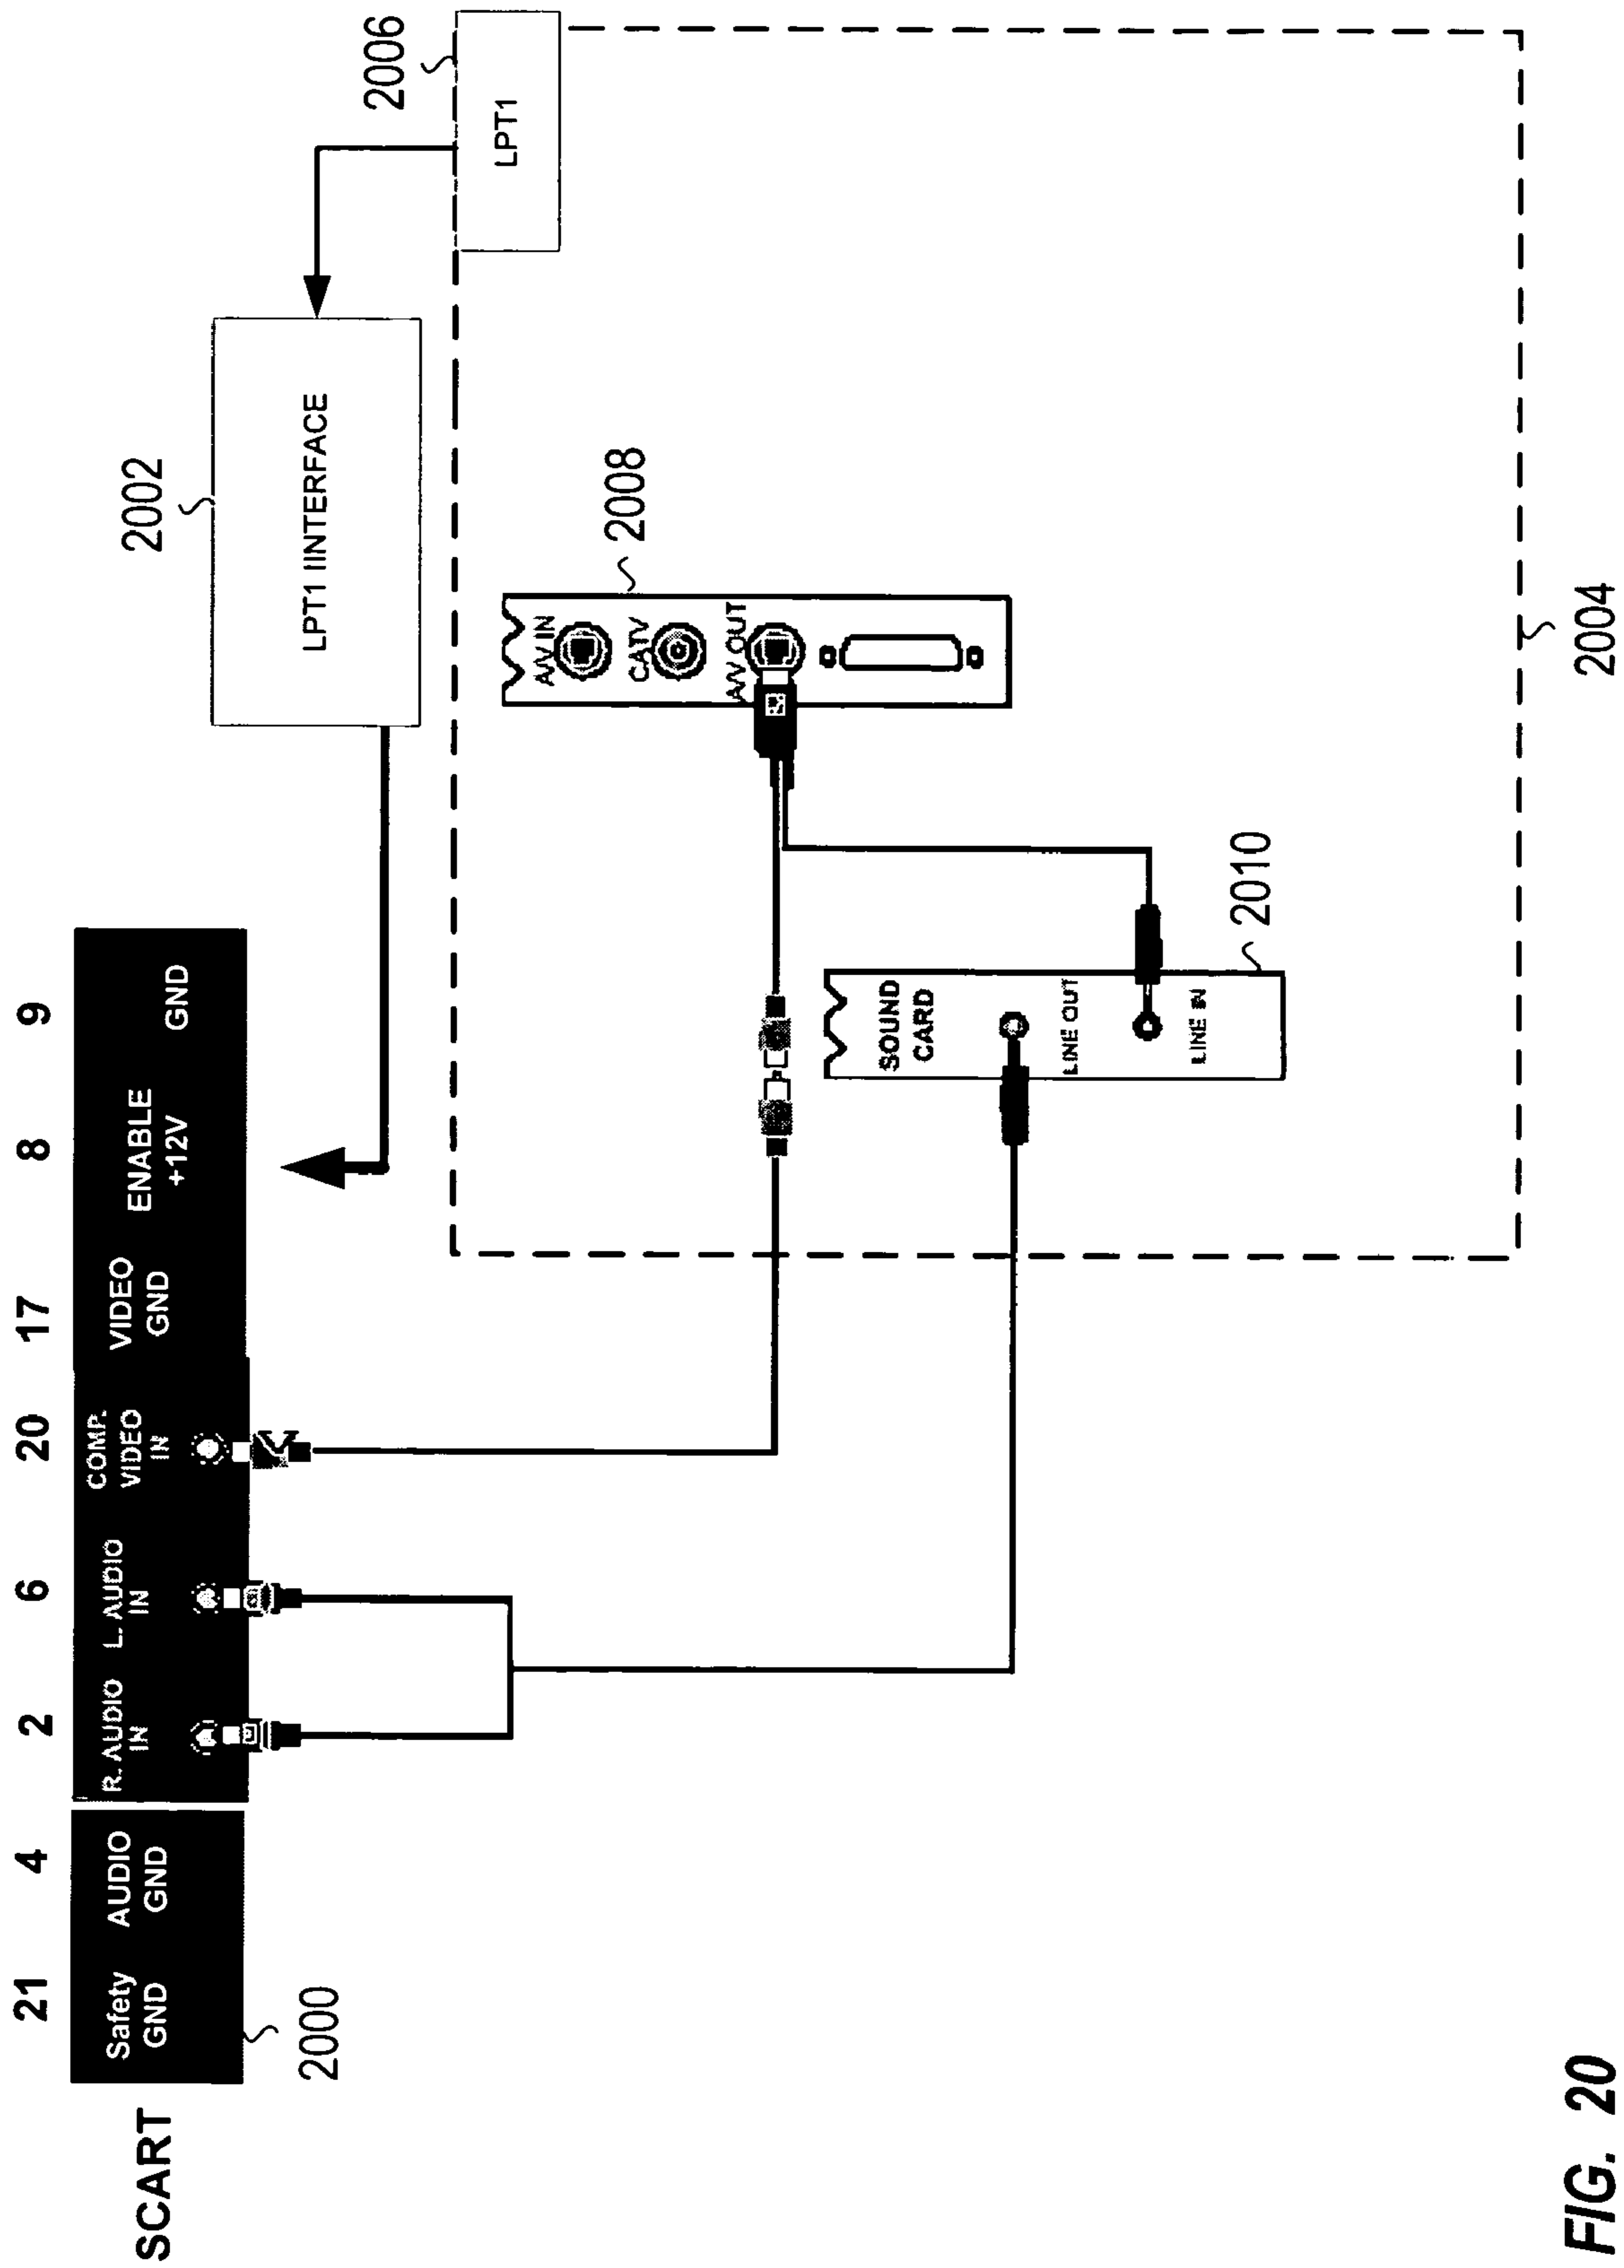 SCART
21 4 2 6 20 17 8 9
Safety
GND
AUDIO
GND
R. AUDIO
IN
L. AUDIO
IN
COMP.
VIDEO
IN
VIDEO
GND
ENABLE
+12V
GND
2000
2002
LPT1 IINTERFACE
2006
LPT1
2008
A/V IN
CATV
A/V OUT
SOUND
CARD
LINE OUT
LINE IN
2010
2004
FIG. 20